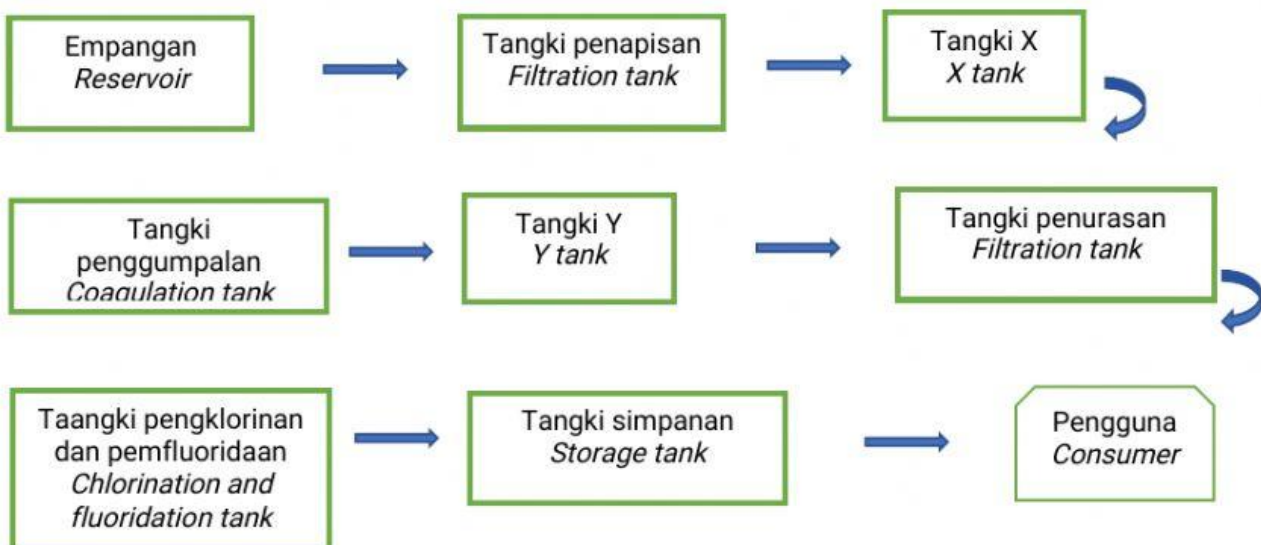 Empangan
Reservoir
Tangki penapisan
Filtration tank
Tangki X
X tank
Tangki
penggumpalan
Coagulation tank
Tangki Y
Y tank
Tangki penurasan
Filtration tank
Taangki pengklorinan
dan pemfluoridaan
Chlorination and
fluoridation tank
Tangki simpanan
Storage tank
Pengguna
Consumer